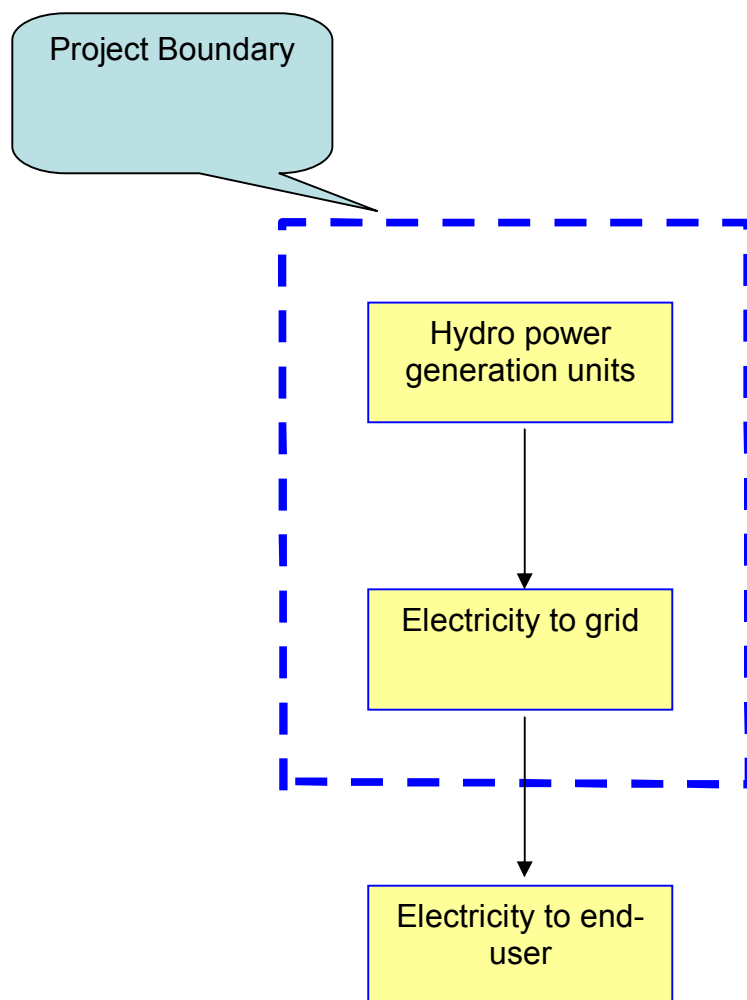 Project Boundary
Hydro power
generation units
Electricity to grid
Electricity to end-
user